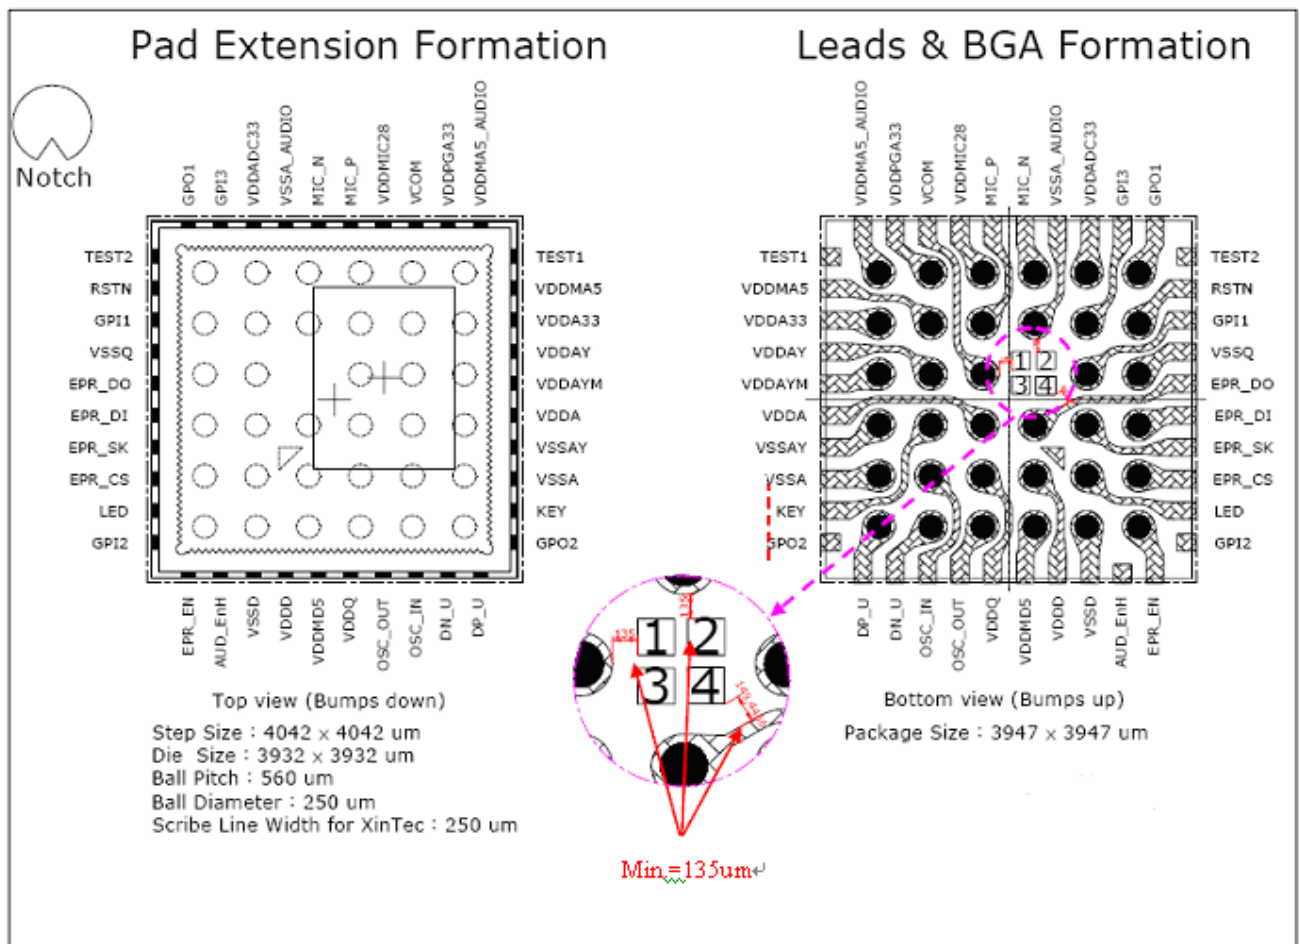 Pad Extension Formation
Leads & BGA Formation
Notch
GPO1
GPI3
VDDADC33
VSSA_AUDIO
MIC_N
MIC_P
VDDMIC28
VCOM
VDDPGA33
VDDMA5_AUDIO
TEST2
RSTN
GPI1
VSSQ
EPR_DO
EPR_DI
EPR_SK
EPR_CS
LED
GPI2
TEST1
VDDMA5
VDDA33
VDDAY
VDDAYM
VDDA
VSSAY
VSSA
KEY
GPO2
EPR_EN
AUD_EnH
VSSD
VDDD
VDDMD5
VDDQ
OSC_OUT
OSC_IN
DN_U
DP_U
Top view (Bumps down)
Step Size : 4042 x 4042 um
Die Size : 3932 x 3932 um
Ball Pitch : 560 um
Ball Diameter : 250 um
Scribe Line Width for XinTec : 250 um
VDDMA5_AUDIO
VDDPGA33
VCOM
VDDMIC28
MIC_P
MIC_N
VSSA_AUDIO
VDDADC33
GPI3
GPO1
TEST1
VDDMA5
VDDA33
VDDAY
VDDAYM
VDDA
VSSAY
VSSA
KEY
GPO2
1 2
3 4
TEST2
RSTN
GPI1
VSSQ
EPR_DO
EPR_DI
EPR_SK
EPR_CS
LED
GPI2
DP_U
DN_U
OSC_IN
OSC_OUT
VDDQ
VDDMD5
VDD
VSSD
AUD_EnH
EPR_EN
Bottom view (Bumps up)
Package Size : 3947 x 3947 um
135
135
1 2
3 4
Min.=135um↵